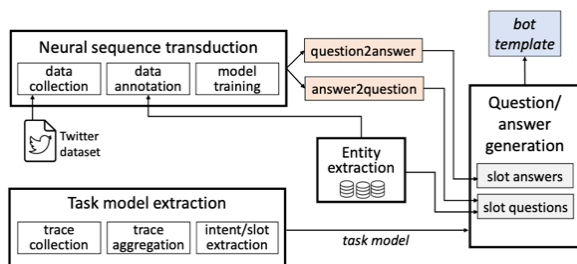 Neural sequence transduction
data
collection
data
annotation
model
training
Twitter
dataset
question2answer
answer2question
bot
template
Question/
answer
generation
slot answers
slot questions
Entity
extraction
Task model extraction
trace
collection
trace
aggregation
intent/slot
extraction
task model